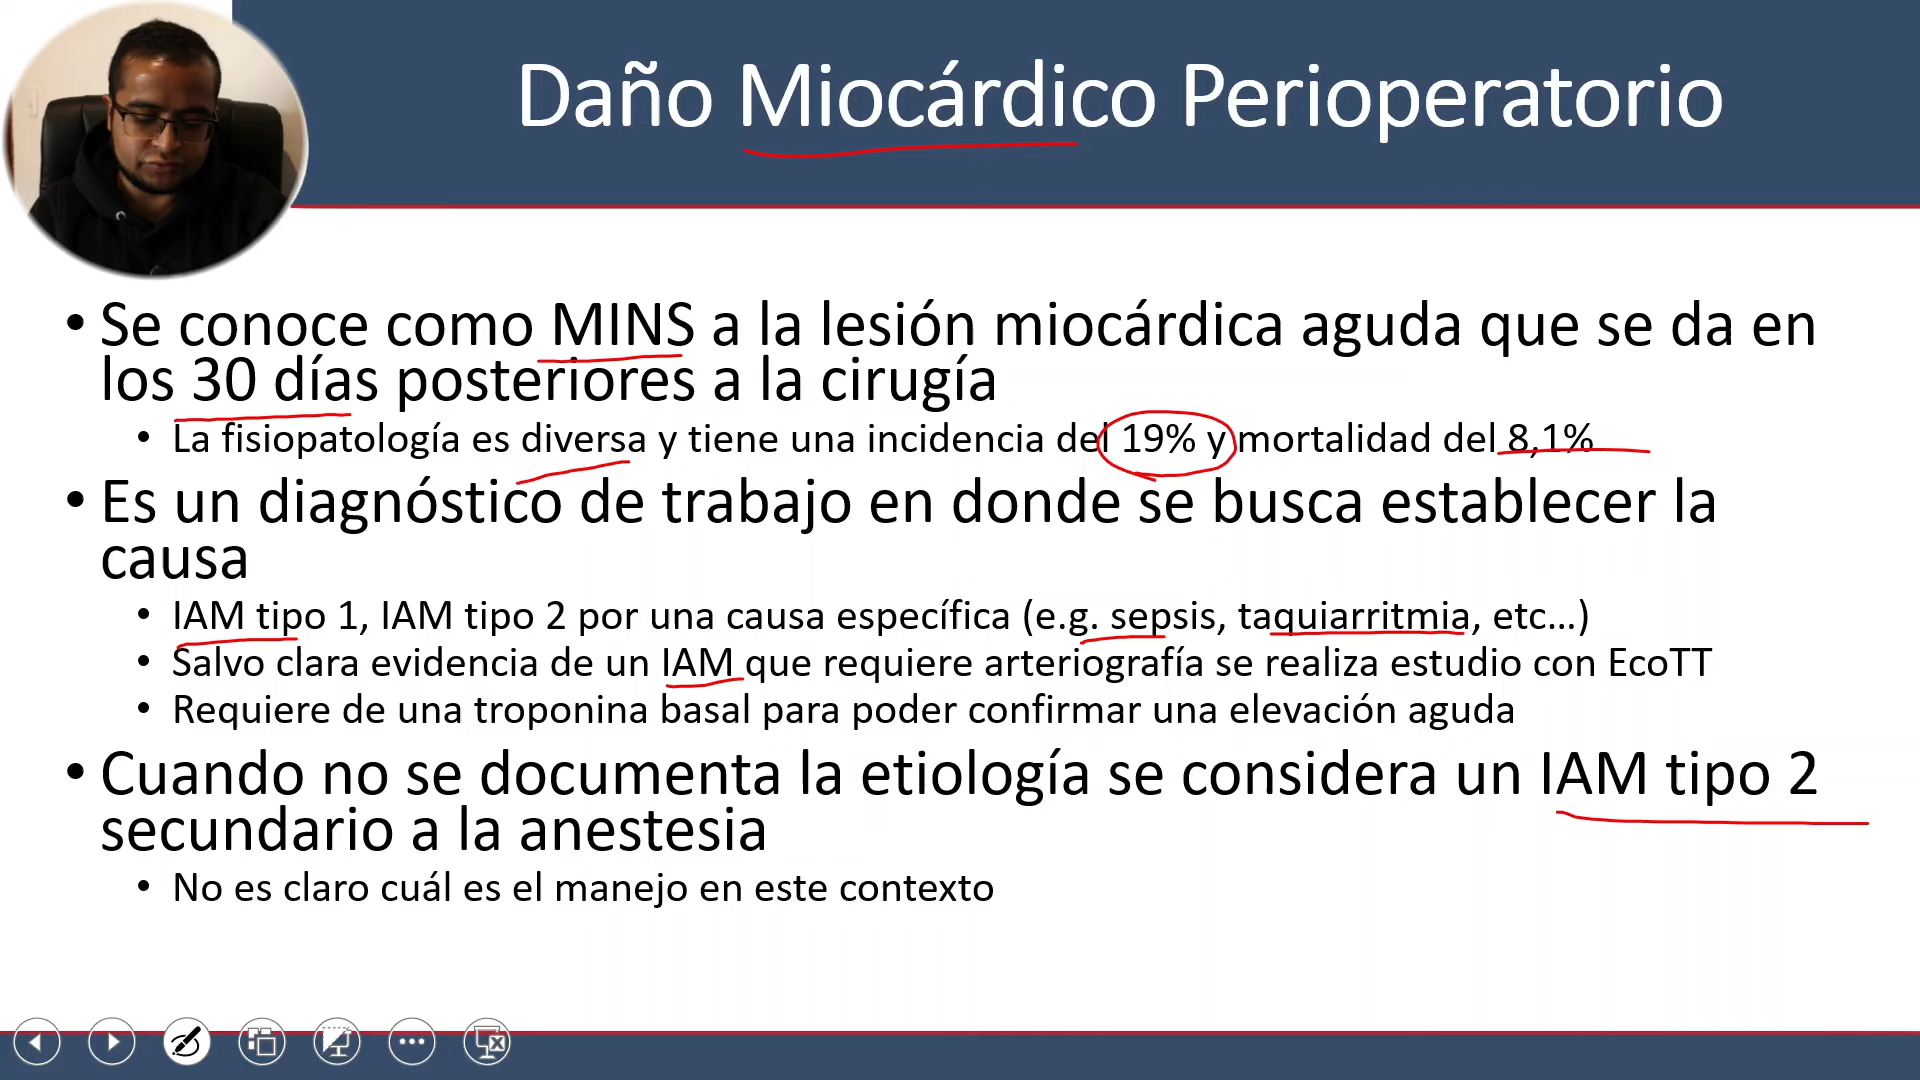 Daño Miocárdico Perioperatorio
• Se conoce como MINS a la lesión miocárdica aguda que se da en
los 30 días posteriores a la cirugía
• La fisiopatología es diversa y tiene una incidencia del 19% y mortalidad del 8,1%
• Es un diagnóstico de trabajo en donde se busca establecer la
causa
• IAM tipo 1, IAM tipo 2 por una causa específica (e.g. sepsis, taquiarritmia, etc...)
• Salvo clara evidencia de un IAM que requiere arteriografía se realiza estudio con EcoTT
• Requiere de una troponina basal para poder confirmar una elevación aguda
• Cuando no se documenta la etiología se considera un IAM tipo 2
secundario a la anestesia
• No es claro cuál es el manejo en este contexto